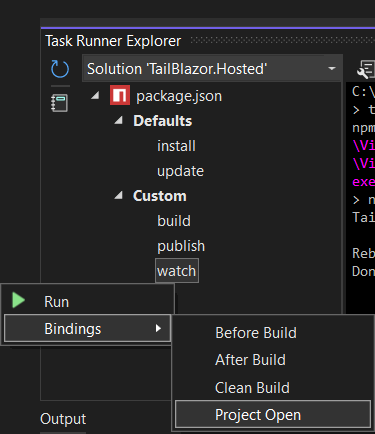 Task Runner Explorer
Solution 'TailBlazor.Hosted'
package.json
Defaults
install
update
Custom
build
publish
watch
Run
Bindings
Before Build
After Build
Clean Build
Project Open
Output
C:\
> t
npm
\Vi
\Vi
exe
> n
Tai
Reb
Don